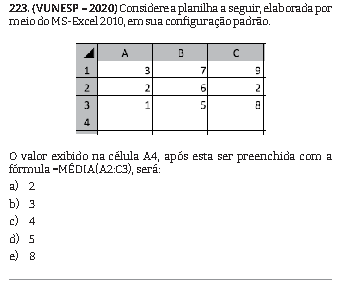 223. (VUNESP – 2020) Considere a planilha a seguir, elaborada por
meio do MS-Excel 2010, em sua configuração padrão.
A B C
1 3 7 9
2 2 6 2
3 1 5 8
4
O valor exibido na célula A4, após esta ser preenchida com a
fórmula =MÉDIA(A2:C3), será:
a) 2
b) 3
c) 4
d) 5
e) 8